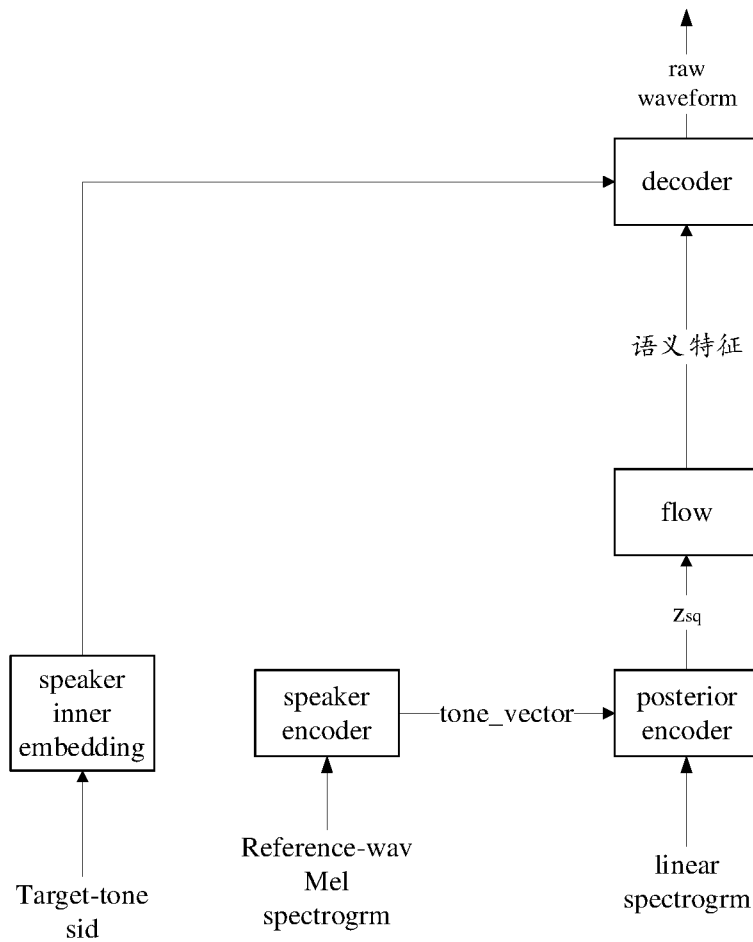 raw
waveform
decoder
语义特征
flow
zsq
speaker
inner
embedding
speaker
encoder
tone_vector
posterior
encoder
Target-tone
sid
Reference-wav
Mel
spectrogrm
linear
spectrogrm